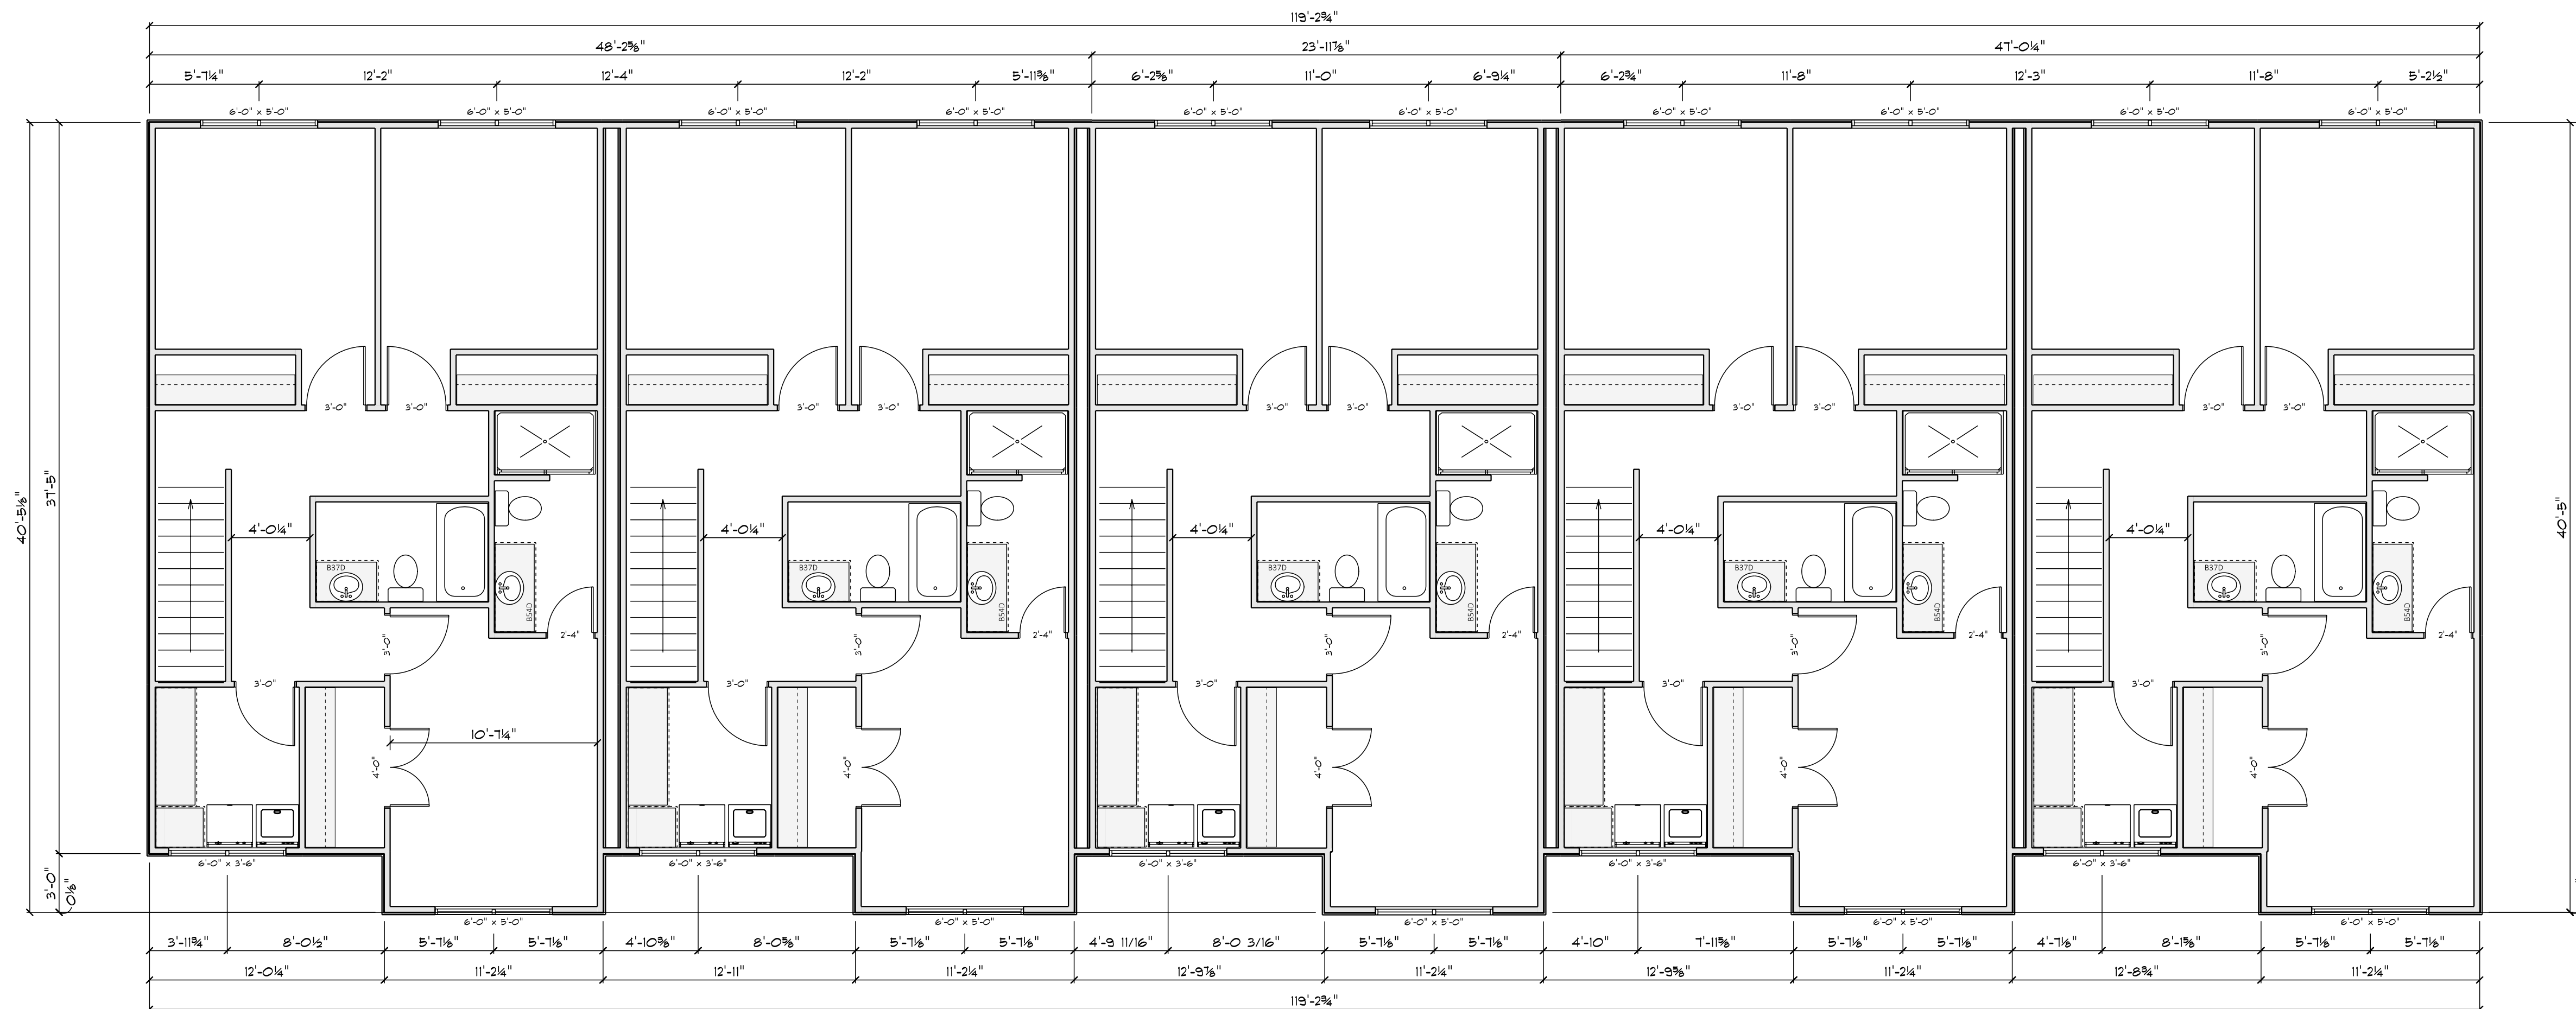 119'-2¾"
48'-2⅝" 23'-11⅞" 47'-0¼"
5'-7¼" 12'-2" 12'-4" 12'-2" 5'-11⅝" 6'-2⅝" 11'-0" 6'-9¼" 6'-2¾" 11'-8" 12'-3" 11'-8" 5'-2½"
6'-0" x 5'-0" 6'-0" x 5'-0" 6'-0" x 5'-0" 6'-0" x 5'-0" 6'-0" x 5'-0" 6'-0" x 5'-0" 6'-0" x 5'-0" 6'-0" x 5'-0" 6'-0" x 5'-0" 6'-0" x 5'-0"
3'-0" 3'-0" 3'-0" 3'-0" 3'-0" 3'-0" 3'-0" 3'-0" 3'-0" 3'-0"
40'-5⅛" 37'-5" 40'-5"
4'-0¼" 4'-0¼" 4'-0¼" 4'-0¼" 4'-0¼"
B37D B37D B37D B37D B37D
B54D B54D B54D B54D B54D
2'-4" 2'-4" 2'-4" 2'-4" 2'-4"
3'-0" 3'-0" 3'-0" 3'-0" 3'-0"
3'-0" 3'-0" 3'-0" 3'-0" 3'-0"
10'-7¼"
4'-0" 4'-0" 4'-0" 4'-0" 4'-0"
6'-0" x 3'-6" 6'-0" x 3'-6" 6'-0" x 3'-6" 6'-0" x 3'-6" 6'-0" x 3'-6"
3'-0" 0⅛"
6'-0" x 5'-0" 6'-0" x 5'-0" 6'-0" x 5'-0" 6'-0" x 5'-0" 6'-0" x 5'-0"
3'-11¾" 8'-0½" 5'-7⅛" 5'-7⅛" 4'-10⅜" 8'-0⅝" 5'-7⅛" 5'-7⅛" 4'-9 11/16" 8'-0 3/16" 5'-7⅛" 5'-7⅛" 4'-10" 7'-11⅝" 5'-7⅛" 5'-7⅛" 4'-7⅛" 8'-1⅝" 5'-7⅛" 5'-7⅛"
12'-0¼" 11'-2¼" 12'-11" 11'-2¼" 12'-9⅞" 11'-2¼" 12'-9⅝" 11'-2¼" 12'-8¾" 11'-2¼"
119'-2¾"